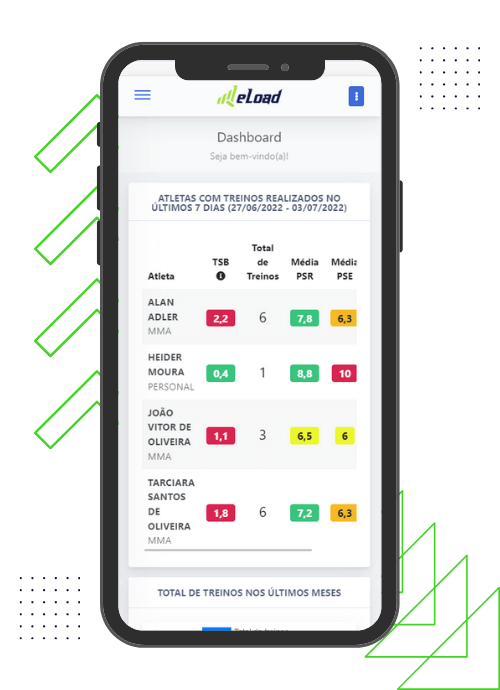 eLoad
Dashboard
Seja bem-vindo(a)!
ATLETAS COM TREINOS REALIZADOS NO
ÚLTIMOS 7 DIAS (27/06/2022 - 03/07/2022)
Atleta TSB Total de Treinos Média PSR Média PSE
ALAN
ADLER
MMA
2,2 6 7,8 6,3
HEIDER
MOURA
PERSONAL
0,4 1 8,8 10
JOÃO
VITOR DE
OLIVEIRA
MMA
1,1 3 6,5 6
TARCIARA
SANTOS
DE
OLIVEIRA
MMA
1,8 6 7,2 6,3
TOTAL DE TREINOS NOS ÚLTIMOS MESES